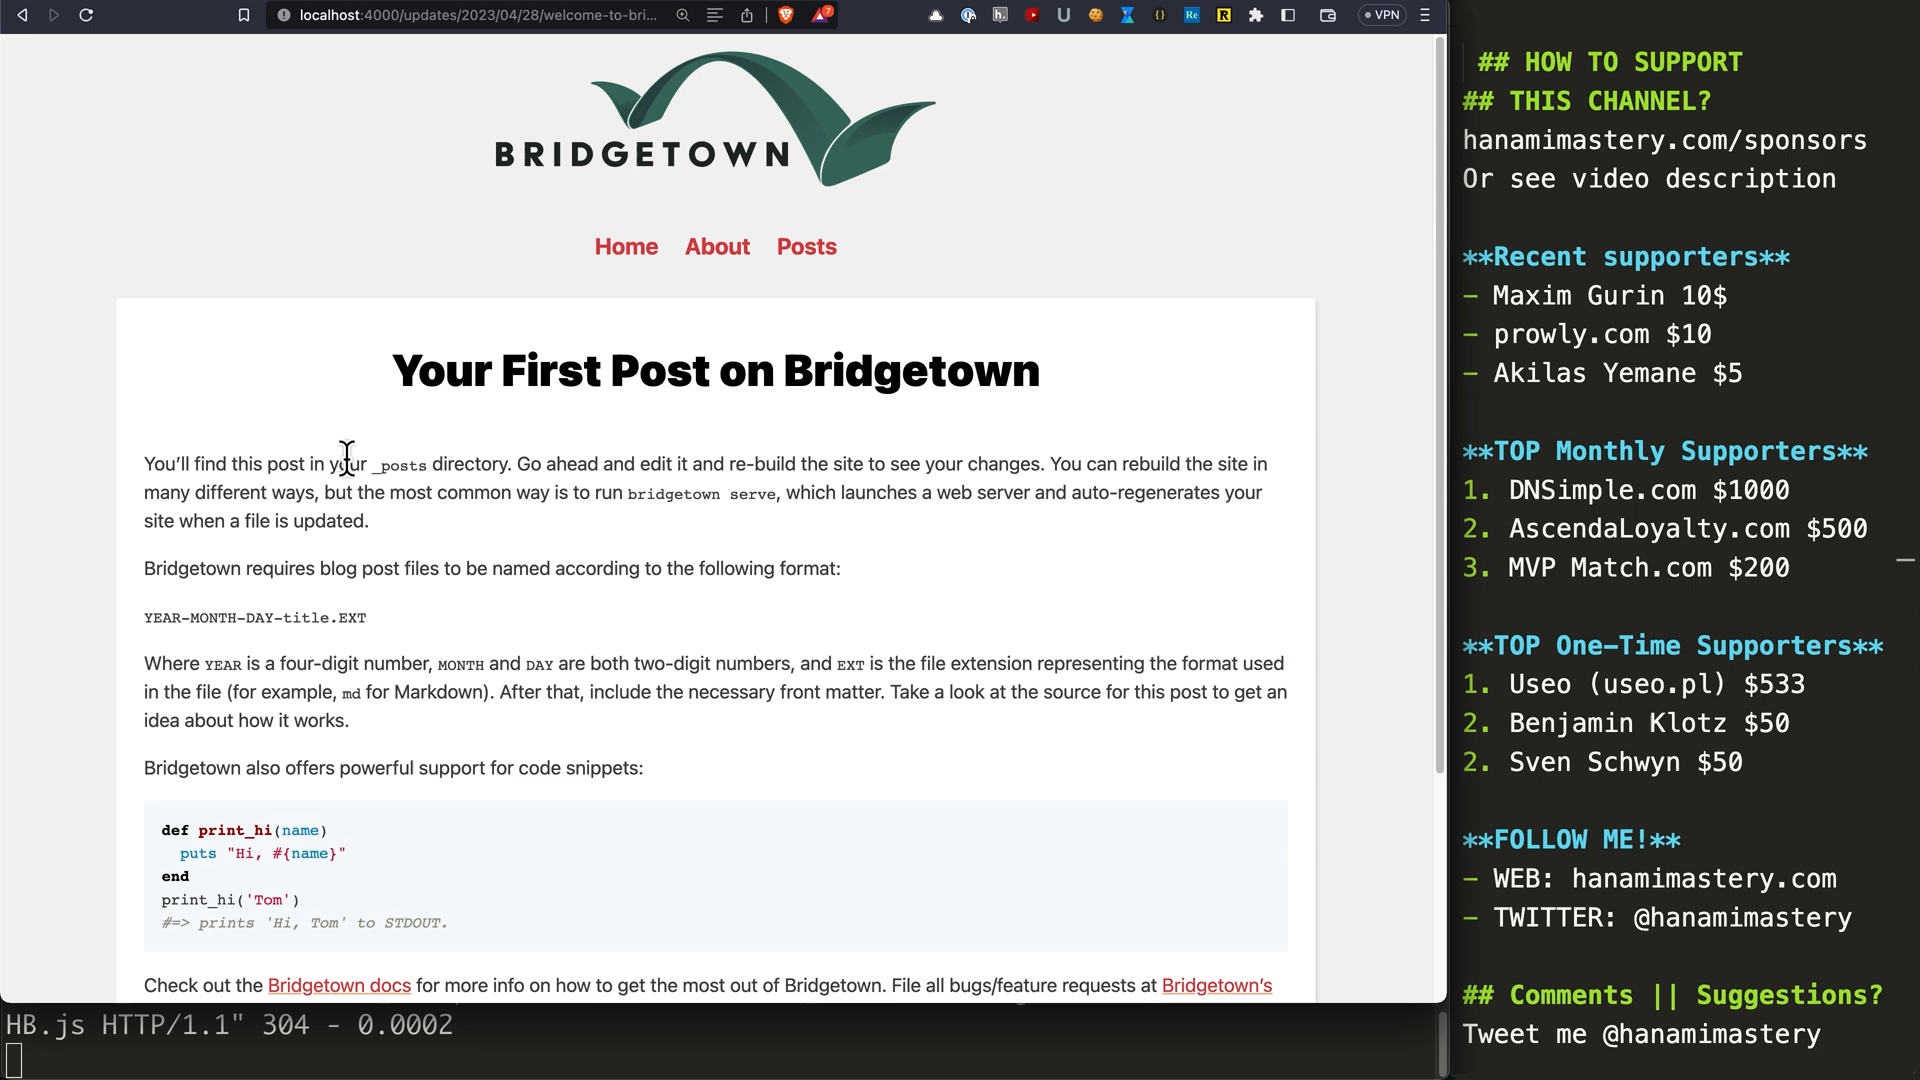 localhost:4000/updates/2023/04/28/welcome-to-bri...
7
h.
U
Re
R
VPN
BRIDGETOWN
Home About Posts
Your First Post on Bridgetown
You’ll find this post in your _posts directory. Go ahead and edit it and re-build the site to see your changes. You can rebuild the site in
many different ways, but the most common way is to run bridgetown serve, which launches a web server and auto-regenerates your
site when a file is updated.
Bridgetown requires blog post files to be named according to the following format:
YEAR-MONTH-DAY-title.EXT
Where YEAR is a four-digit number, MONTH and DAY are both two-digit numbers, and EXT is the file extension representing the format used
in the file (for example, md for Markdown). After that, include the necessary front matter. Take a look at the source for this post to get an
idea about how it works.
Bridgetown also offers powerful support for code snippets:
def print_hi(name)
  puts "Hi, #{name}"
end
print_hi('Tom')
#=> prints 'Hi, Tom' to STDOUT.
Check out the Bridgetown docs for more info on how to get the most out of Bridgetown. File all bugs/feature requests at Bridgetown’s
HB.js HTTP/1.1" 304 - 0.0002
## HOW TO SUPPORT
## THIS CHANNEL?
hanamimastery.com/sponsors
Or see video description
**Recent supporters**
- Maxim Gurin 10$
- prowly.com $10
- Akilas Yemane $5
**TOP Monthly Supporters**
1. DNSimple.com $1000
2. AscendaLoyalty.com $500
3. MVP Match.com $200
**TOP One-Time Supporters**
1. Useo (useo.pl) $533
2. Benjamin Klotz $50
2. Sven Schwyn $50
**FOLLOW ME!**
- WEB: hanamimastery.com
- TWITTER: @hanamimastery
## Comments || Suggestions?
Tweet me @hanamimastery